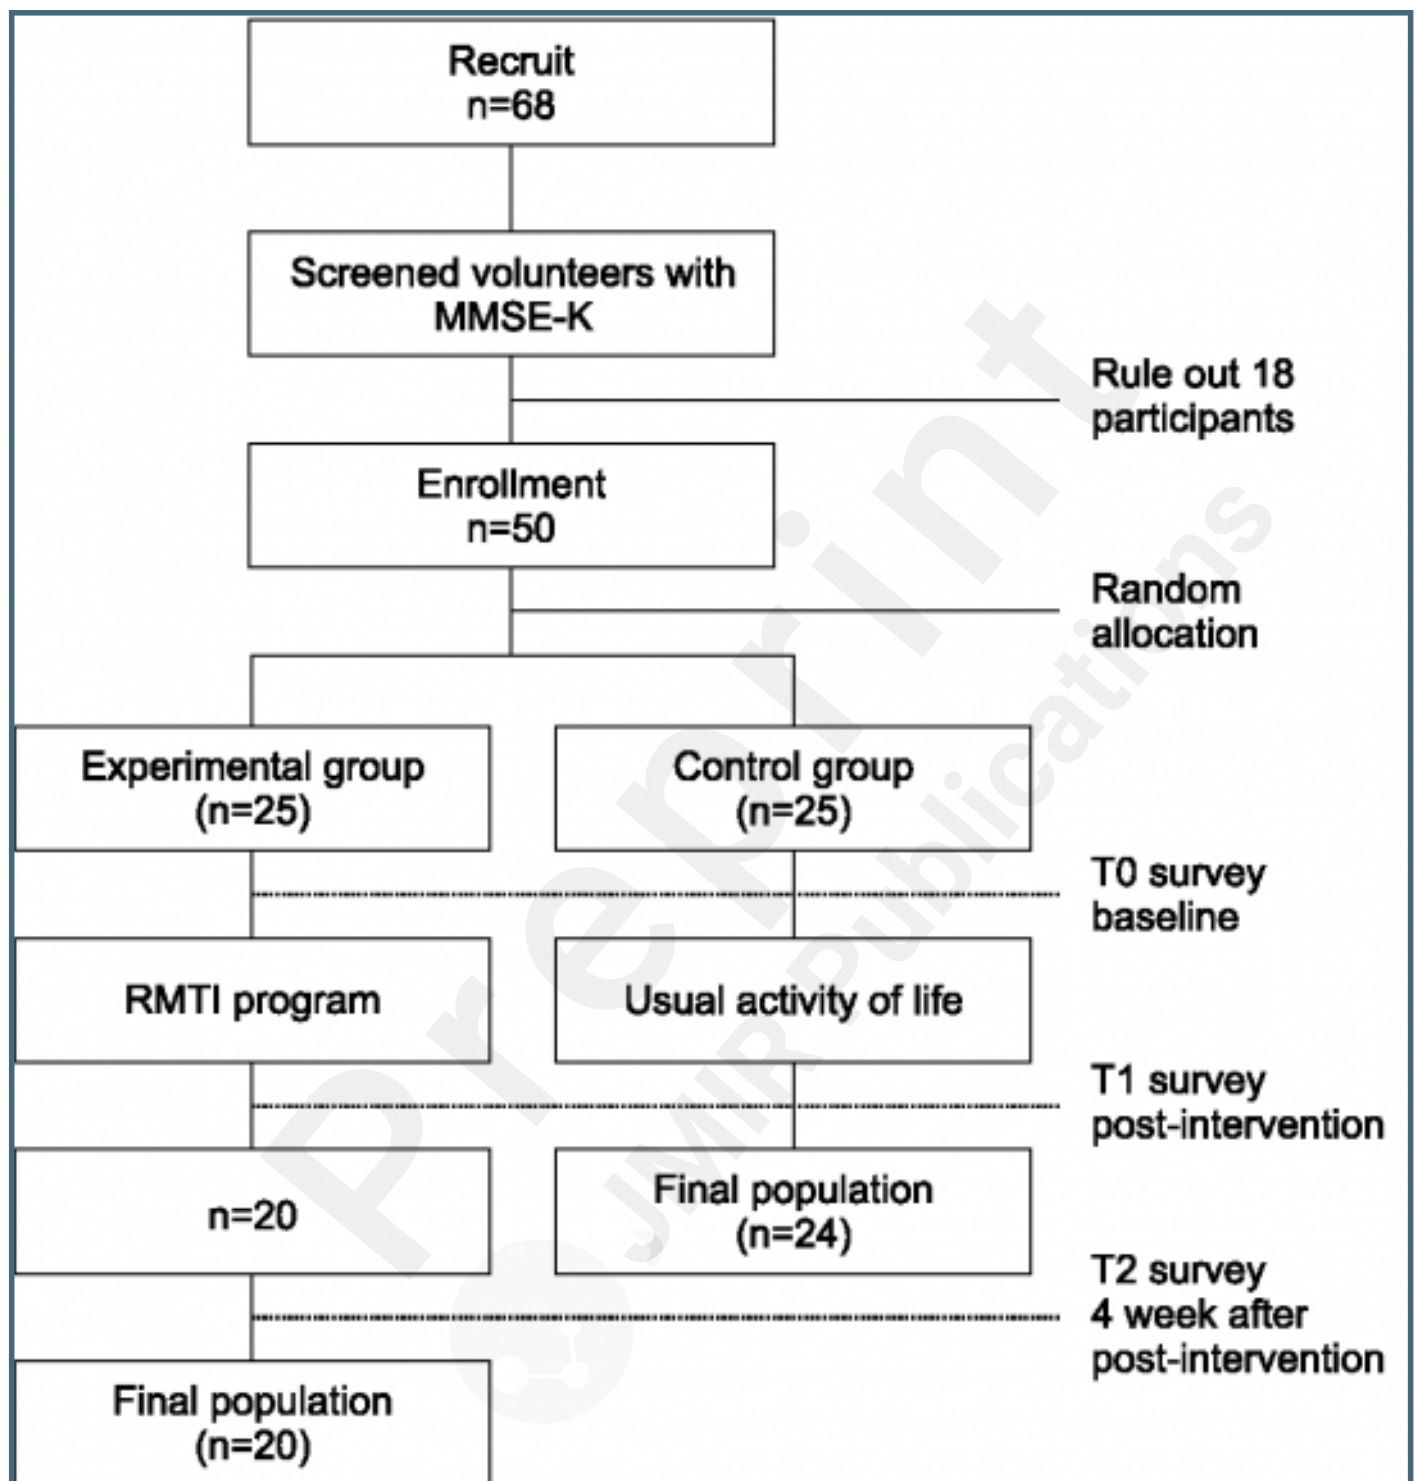 Recruit
n=68
Screened volunteers with
MMSE-K
Rule out 18
participants
Enrollment
n=50
Random
allocation
Experimental group
(n=25)
Control group
(n=25)
T0 survey
baseline
RMTI program
Usual activity of life
T1 survey
post-intervention
n=20
Final population
(n=24)
T2 survey
4 week after
post-intervention
Final population
(n=20)
Preprint
JMIR Publications